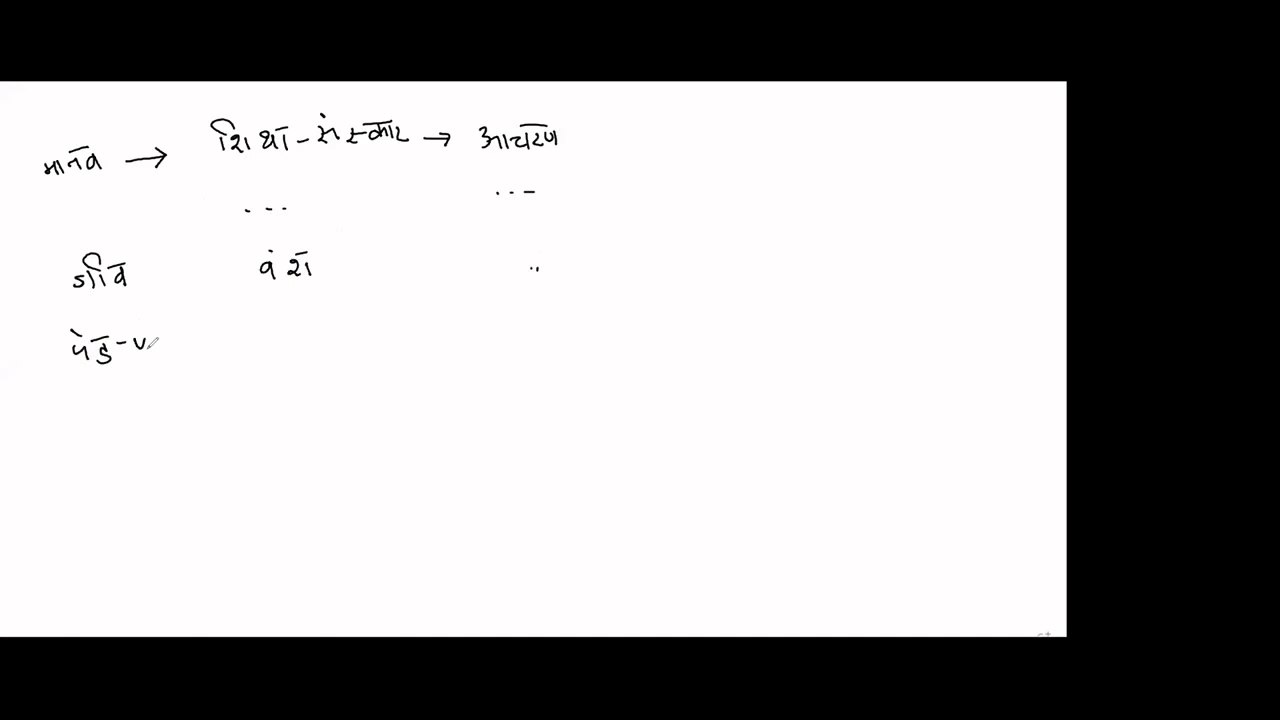 मानव → शिक्षा - संस्कार → आचरण
... ...
जीव वंश "
पेड़ - प